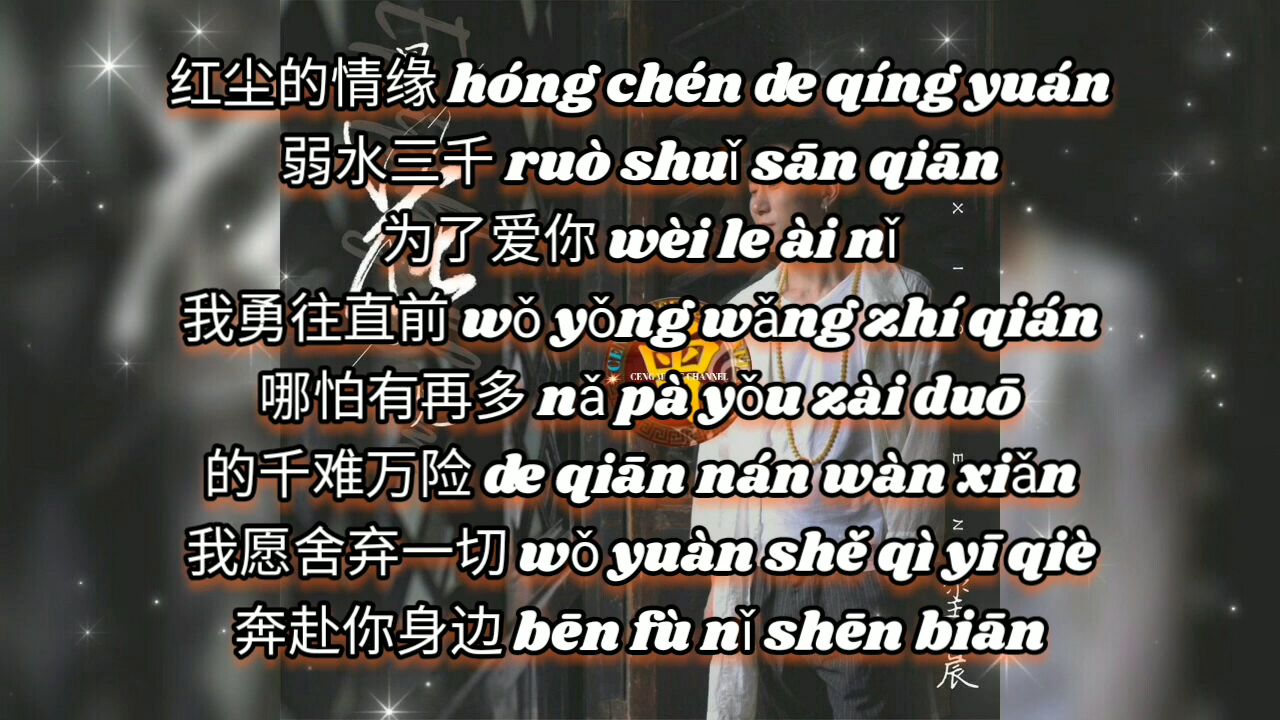 红尘的情缘 hóng chén de qíng yuán
弱水三千 ruò shuǐ sān qiān
为了爱你 wèi le ài nǐ
我勇往直前 wǒ yǒng wǎng zhí qián
哪怕有再多 nǎ pà yǒu zài duō
的千难万险 de qiān nán wàn xiǎn
我愿舍弃一切 wǒ yuàn shě qì yī qiè
奔赴你身边 bēn fù nǐ shēn biān